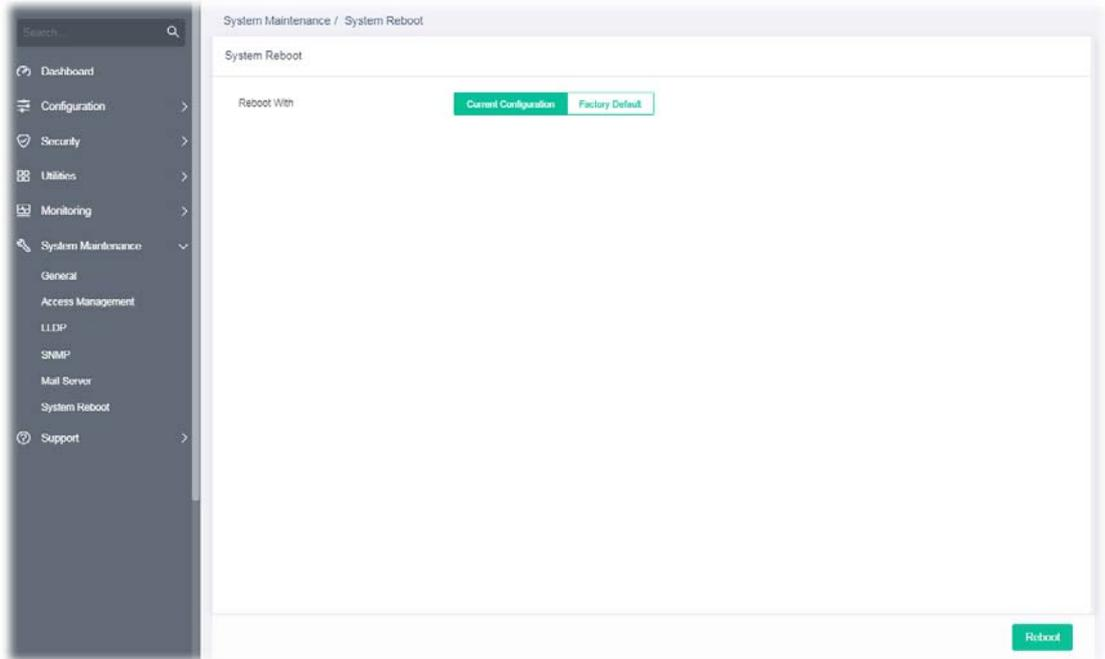 Search...
Dashboard
Configuration
Security
Utilities
Monitoring
System Maintenance
General
Access Management
LLDP
SNMP
Mail Server
System Reboot
Support
System Maintenance / System Reboot
System Reboot
Reboot With
Current Configuration
Factory Default
Reboot